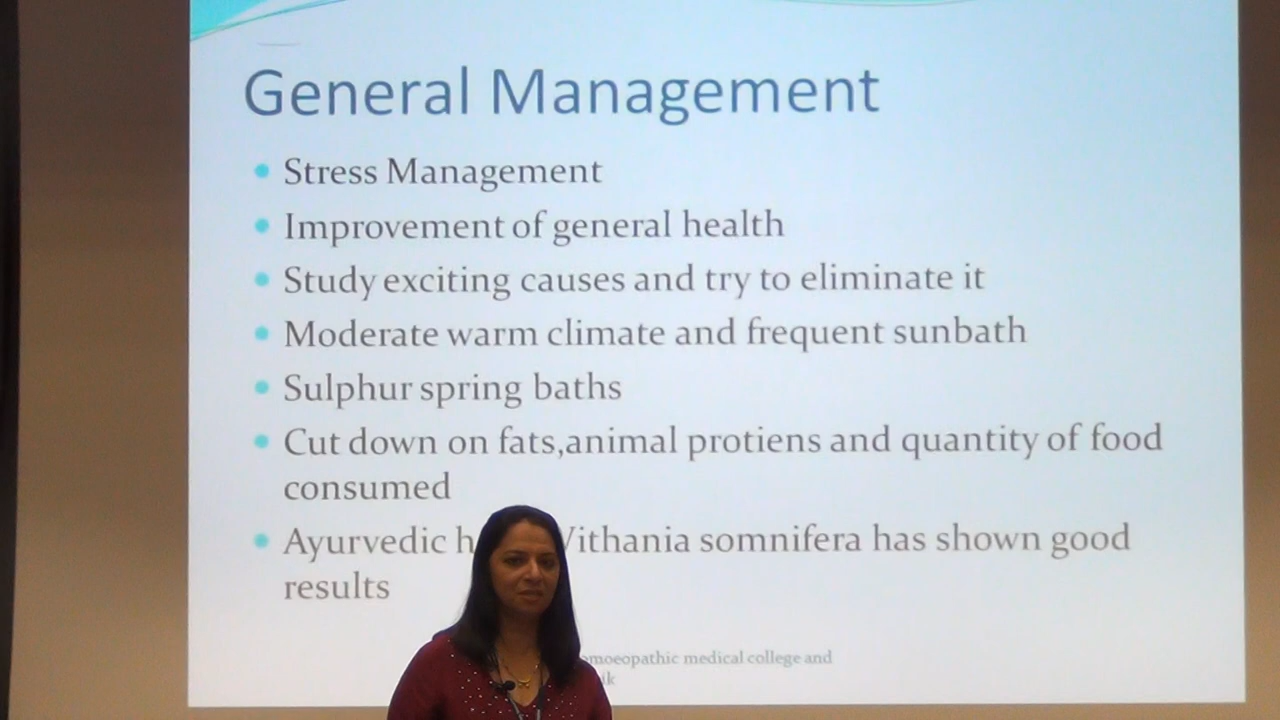 General Management
Stress Management
Improvement of general health
Study exciting causes and try to eliminate it
Moderate warm climate and frequent sunbath
Sulphur spring baths
Cut down on fats,animal protiens and quantity of food
consumed
Ayurvedic somnifera has shown good
results
medical college and